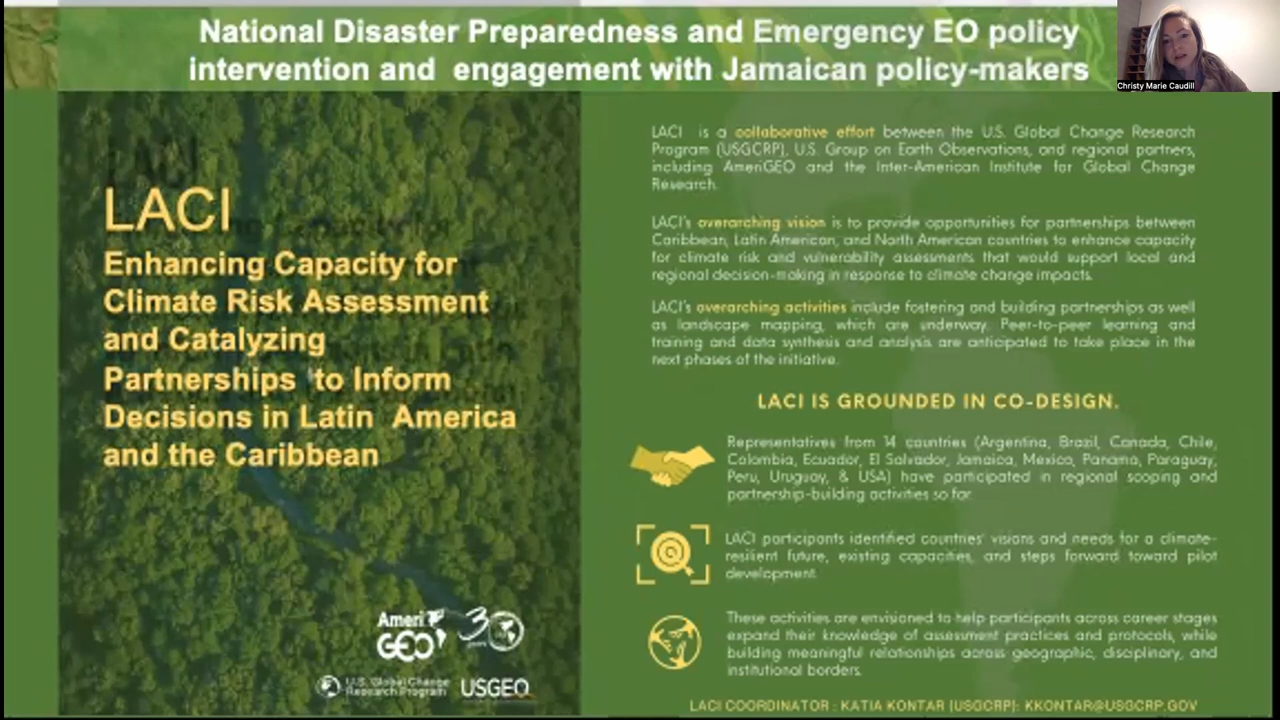 National Disaster Preparedness and Emergency EO policy
intervention and engagement with Jamaican policy-makers
Christy Marie Caudill
LACI
Enhancing Capacity for
Climate Risk Assessment
and Catalyzing
Partnerships to Inform
Decisions in Latin America
and the Caribbean
Ameri
GEO
30
U.S. Global Change
Research Program
USGEO
LACI is a collaborative effort between the U.S. Global Change Research
Program (USGCRP), U.S. Group on Earth Observations, and regional partners,
including AmeriGEO and the Inter-American Institute for Global Change
Research.
LACI's overarching vision is to provide opportunities for partnerships between
Caribbean, Latin American, and North American countries to enhance capacity
for climate risk and vulnerability assessments that would support local and
regional decision-making in response to climate change impacts.
LACI's overarching activities include fostering and building partnerships as well
as landscape mapping, which are underway. Peer-to-peer learning and
training and data synthesis and analysis are anticipated to take place in the
next phases of the initiative.
LACI IS GROUNDED IN CO-DESIGN.
Representatives from 14 countries (Argentina, Brazil, Canada, Chile,
Colombia, Ecuador, El Salvador, Jamaica, Mexico, Panama, Paraguay,
Peru, Uruguay, & USA) have participated in regional scoping and
partnership-building activities so far.
LACI participants identified countries' visions and needs for a climate-
resilient future, existing capacities, and steps forward toward pilot
development.
These activities are envisioned to help participants across career stages
expand their knowledge of assessment practices and protocols, while
building meaningful relationships across geographic, disciplinary, and
institutional borders.
LACI COORDINATOR : KATIA KONTAR (USGCRP): KKONTAR@USGCRP.GOV